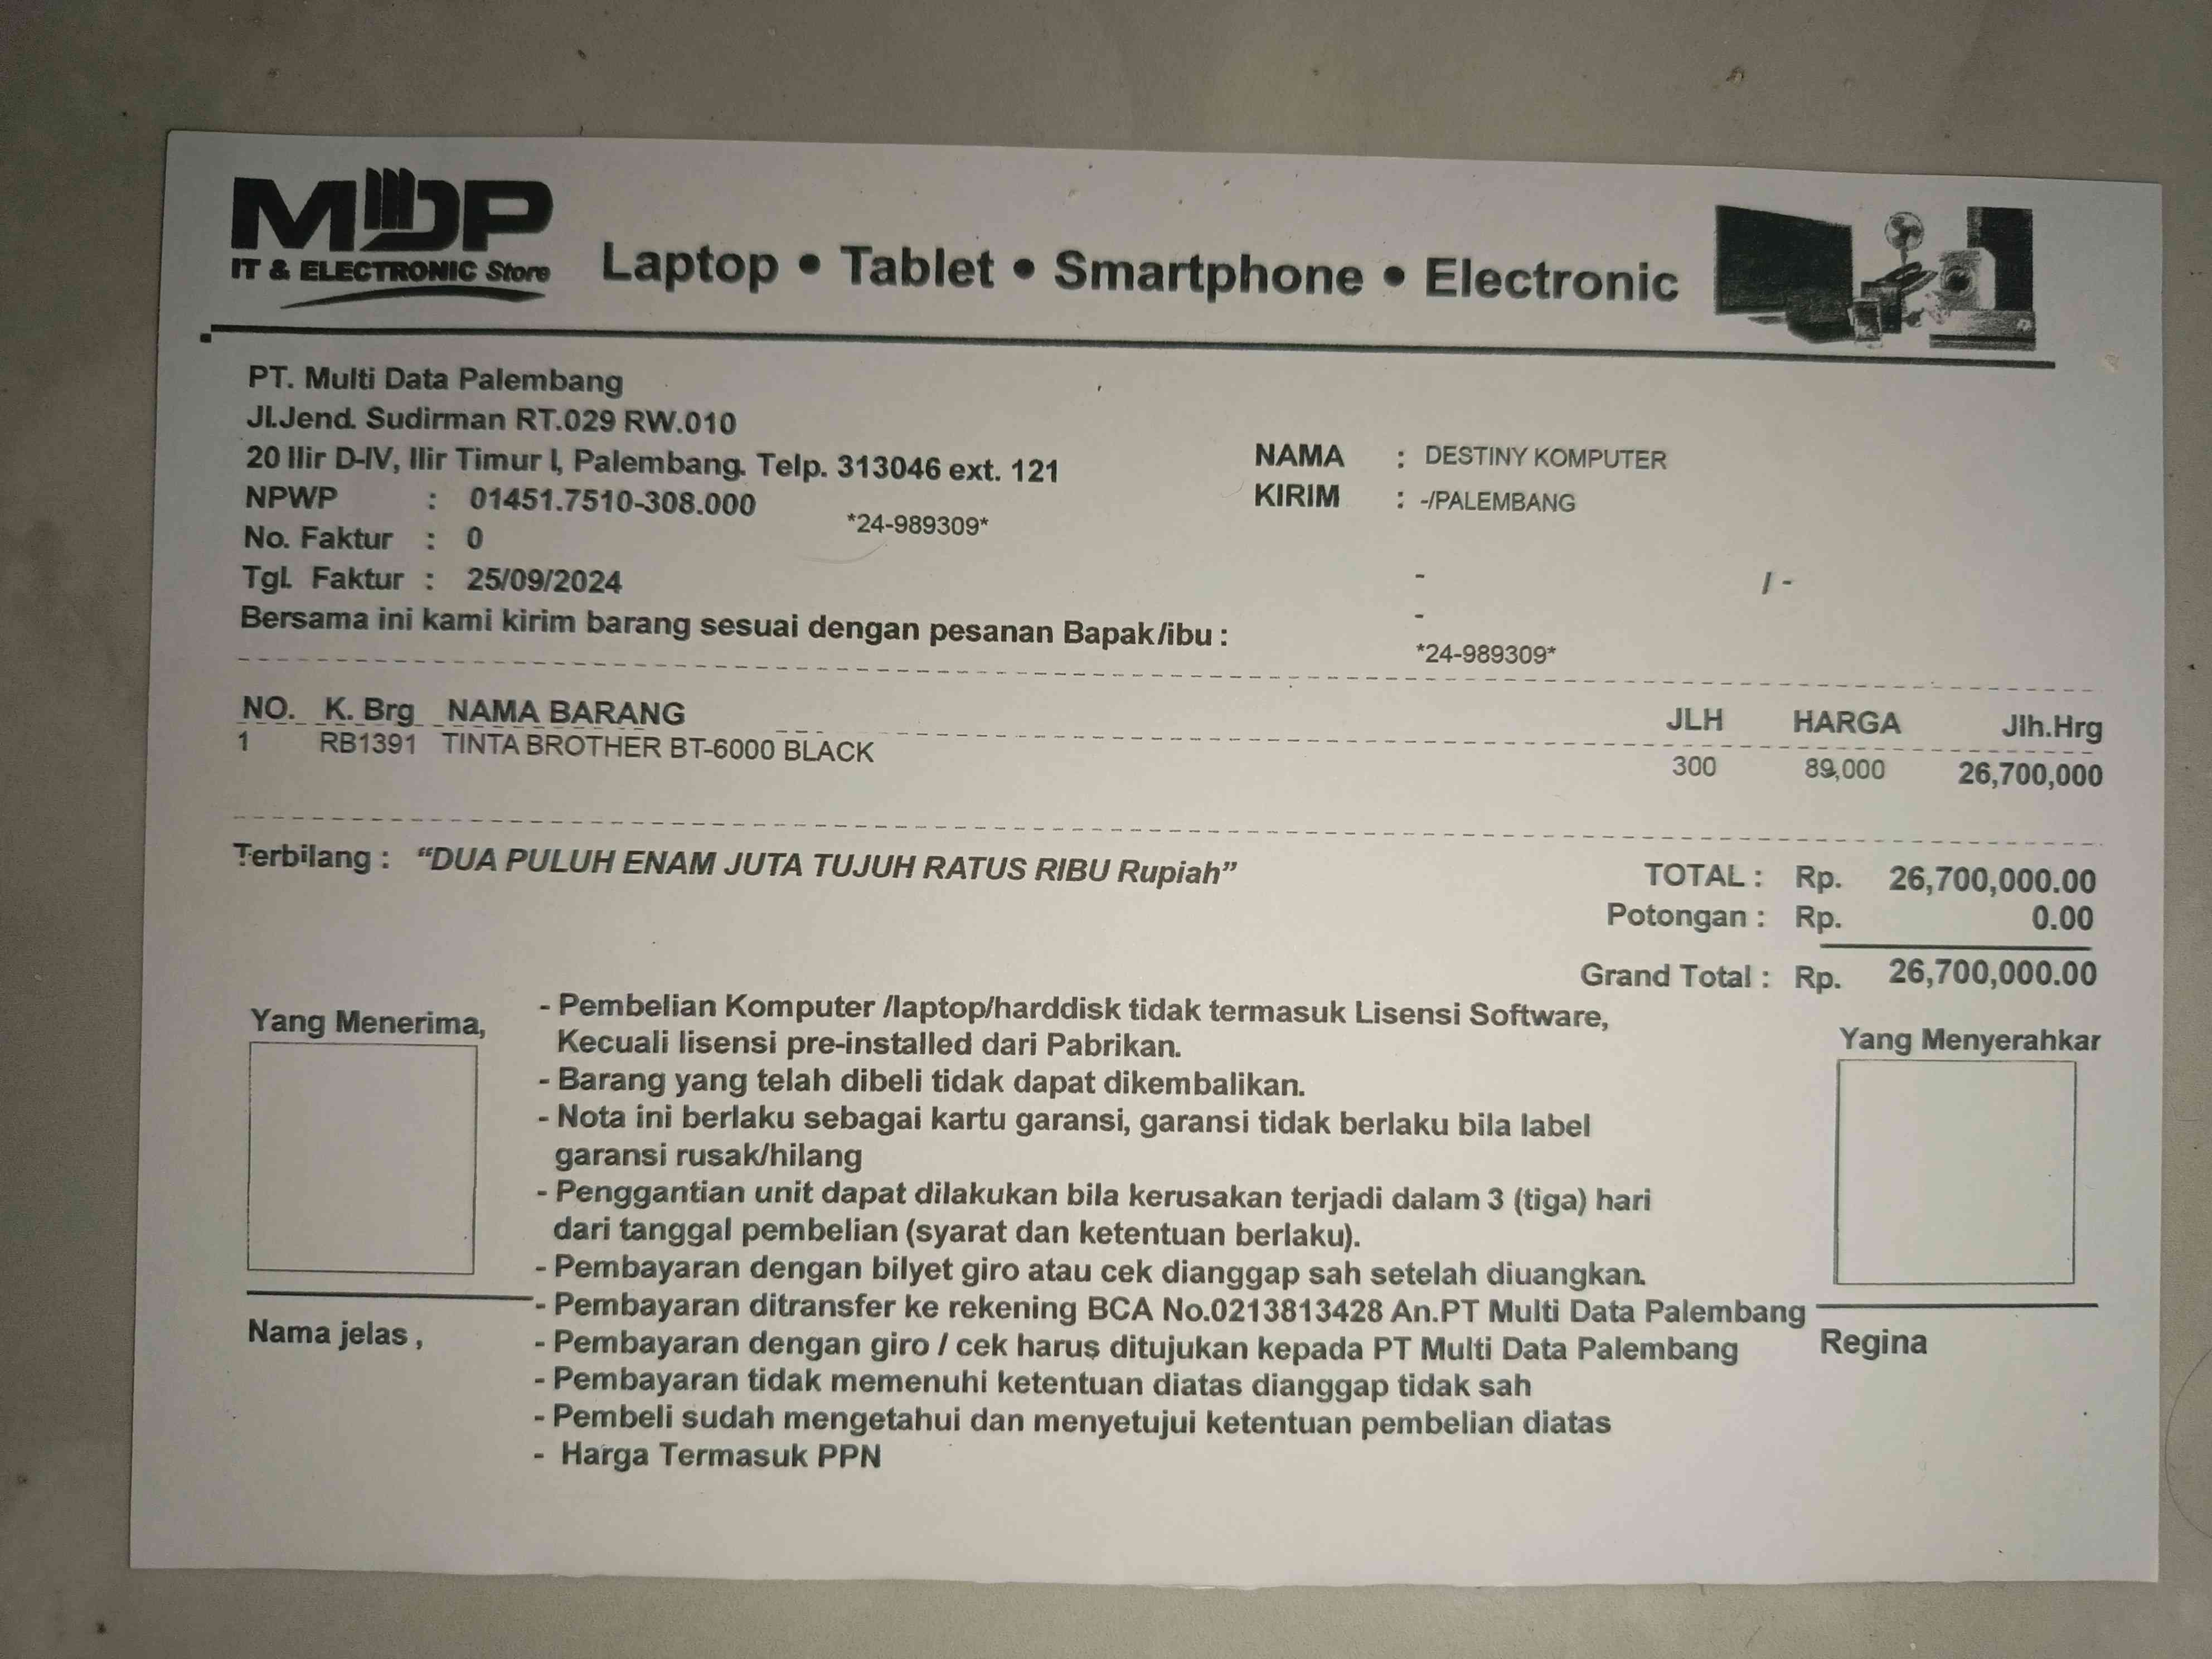 MDP
IT & ELECTRONIC Store
Laptop • Tablet • Smartphone • Electronic
PT. Multi Data Palembang
Jl.Jend. Sudirman RT.029 RW.010
20 Ilir D-IV, Ilir Timur I, Palembang. Telp. 313046 ext. 121
NPWP : 01451.7510-308.000
*24-989309*
No. Faktur : 0
Tgl. Faktur : 25/09/2024
NAMA : DESTINY KOMPUTER
KIRIM : -/PALEMBANG
- / -
-
Bersama ini kami kirim barang sesuai dengan pesanan Bapak/ibu :
*24-989309*
NO. K. Brg NAMA BARANG JLH HARGA Jlh.Hrg
1 RB1391 TINTA BROTHER BT-6000 BLACK 300 89,000 26,700,000
Terbilang : “DUA PULUH ENAM JUTA TUJUH RATUS RIBU Rupiah”
TOTAL : Rp. 26,700,000.00
Potongan : Rp. 0.00
Grand Total : Rp. 26,700,000.00
Yang Menerima,
Nama jelas ,
- Pembelian Komputer /laptop/harddisk tidak termasuk Lisensi Software,
Kecuali lisensi pre-installed dari Pabrikan.
- Barang yang telah dibeli tidak dapat dikembalikan.
- Nota ini berlaku sebagai kartu garansi, garansi tidak berlaku bila label
garansi rusak/hilang
- Penggantian unit dapat dilakukan bila kerusakan terjadi dalam 3 (tiga) hari
dari tanggal pembelian (syarat dan ketentuan berlaku).
- Pembayaran dengan bilyet giro atau cek dianggap sah setelah diuangkan.
- Pembayaran ditransfer ke rekening BCA No.0213813428 An.PT Multi Data Palembang
- Pembayaran dengan giro / cek harus ditujukan kepada PT Multi Data Palembang
- Pembayaran tidak memenuhi ketentuan diatas dianggap tidak sah
- Pembeli sudah mengetahui dan menyetujui ketentuan pembelian diatas
- Harga Termasuk PPN
Yang Menyerahkar
Regina